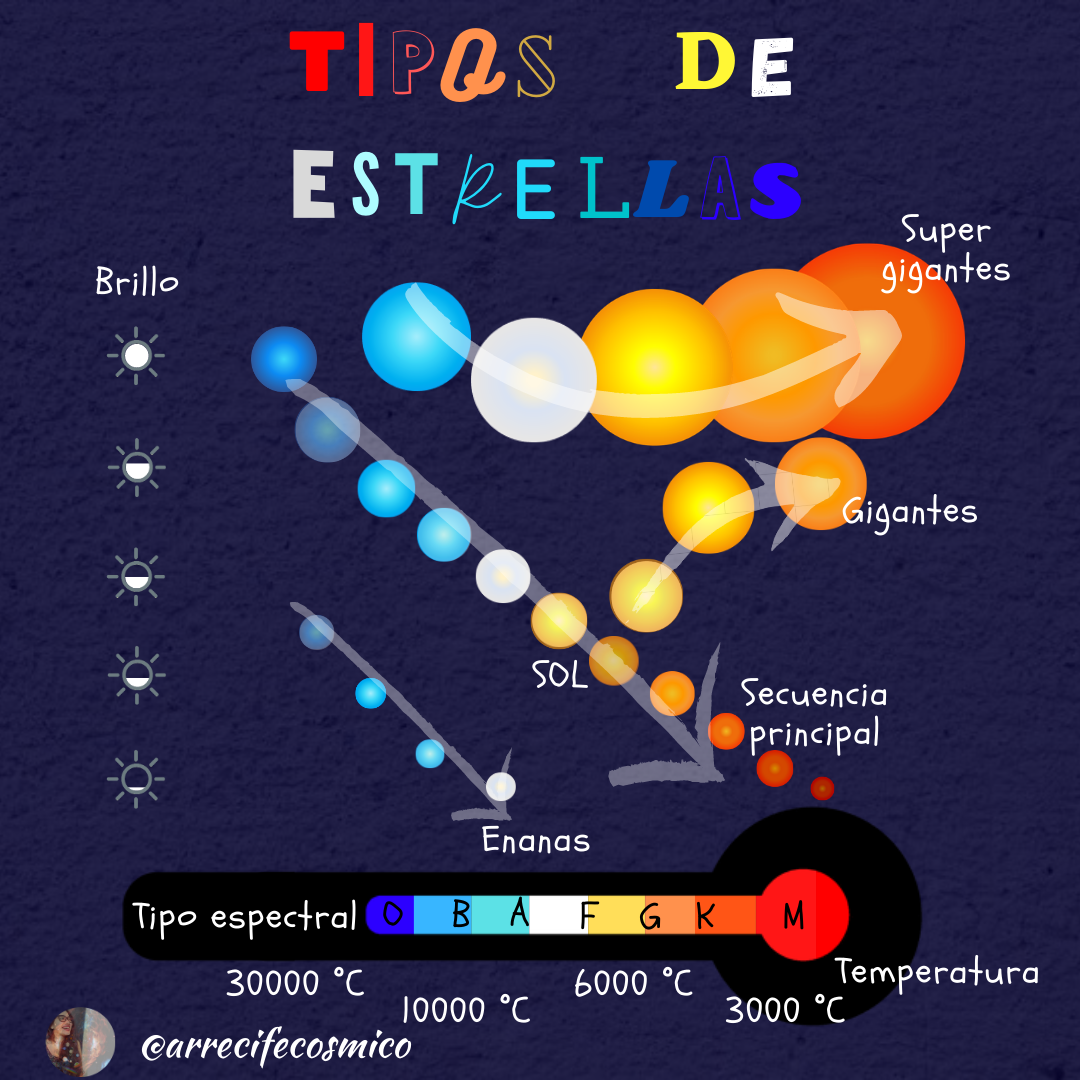 TIPOS DE
ESTRELLAS
Super
gigantes
Brillo
Gigantes
SOL
Secuencia
principal
Enanas
Tipo espectral O B A F G K M
Temperatura
30000 °C
10000 °C
6000 °C
3000 °C
@arrecifecosmico